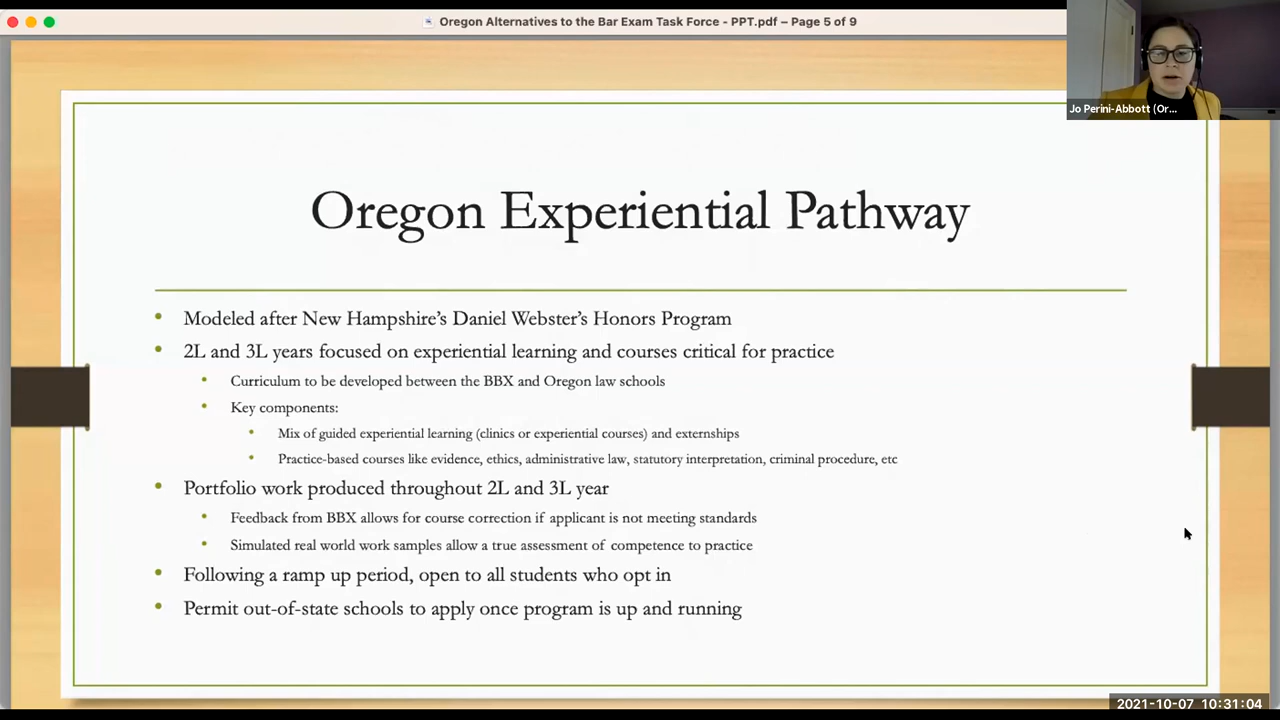 Oregon Alternatives to the Bar Exam Task Force - PPT.pdf – Page 5 of 9
Jo Perini-Abbott (Or...
Oregon Experiential Pathway
• Modeled after New Hampshire's Daniel Webster's Honors Program
• 2L and 3L years focused on experiential learning and courses critical for practice
• Curriculum to be developed between the BBX and Oregon law schools
• Key components:
• Mix of guided experiential learning (clinics or experiential courses) and externships
• Practice-based courses like evidence, ethics, administrative law, statutory interpretation, criminal procedure, etc
• Portfolio work produced throughout 2L and 3L year
• Feedback from BBX allows for course correction if applicant is not meeting standards
• Simulated real world work samples allow a true assessment of competence to practice
• Following a ramp up period, open to all students who opt in
• Permit out-of-state schools to apply once program is up and running
2021-10-07 10:31:04